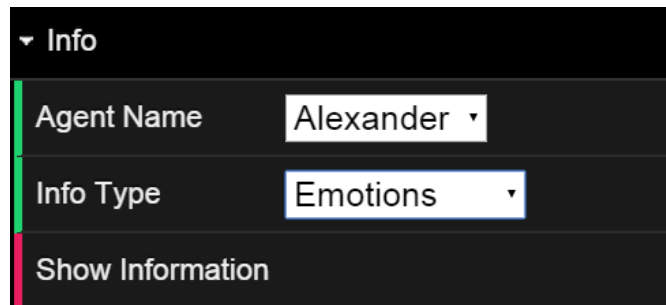 Info
Agent Name Alexander
Info Type Emotions
Show Information